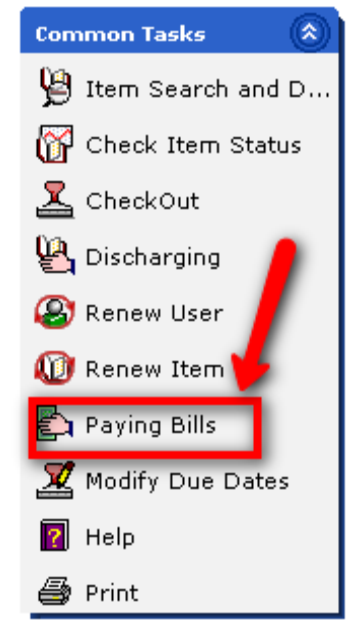 Common Tasks
Item Search and D...
Check Item Status
CheckOut
Discharging
Renew User
Renew Item
Paying Bills
Modify Due Dates
Help
Print